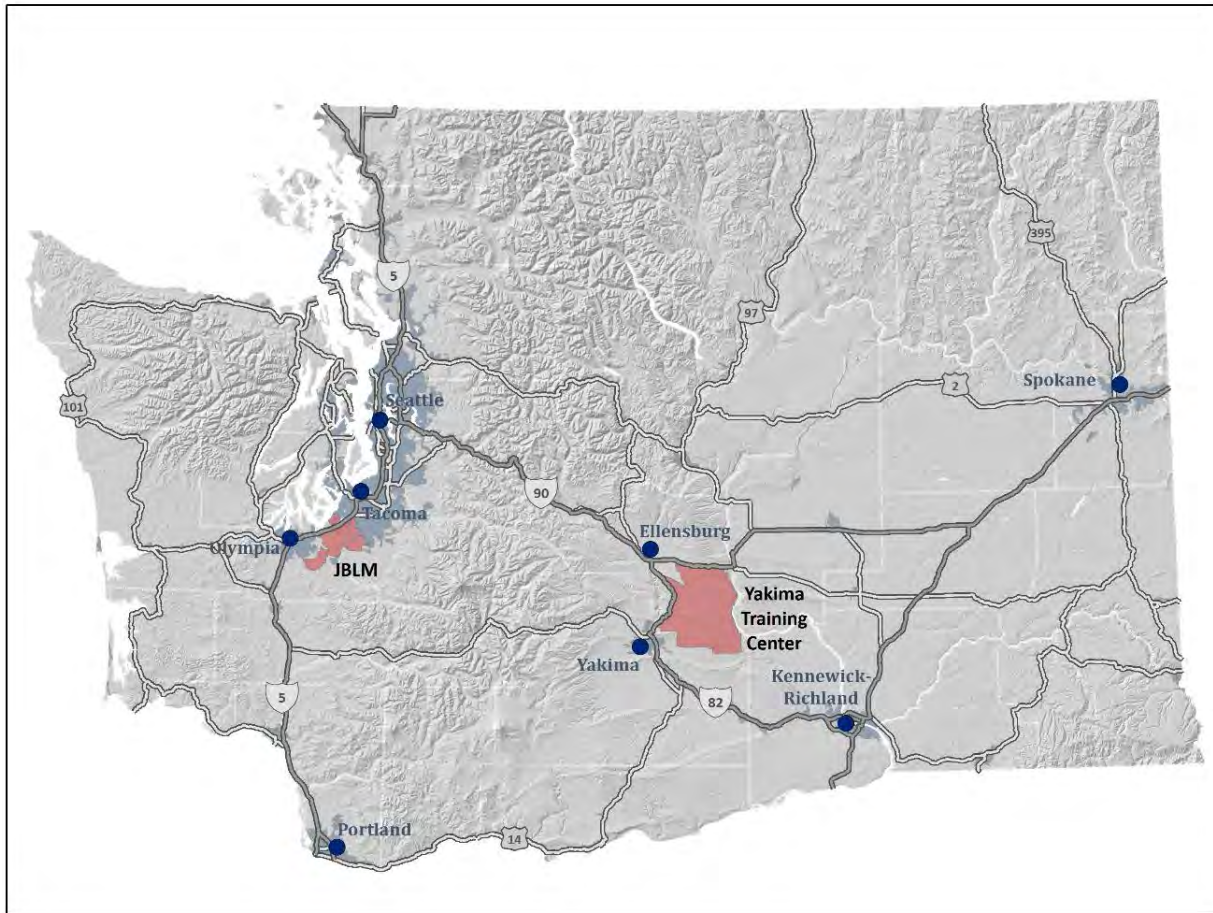 5
395
97
2
Spokane
101
Seattle
90
Tacoma
Ellensburg
Olympia
JBLM
Yakima
Training
Center
Yakima
Kennewick-
Richland
5
82
Portland
14